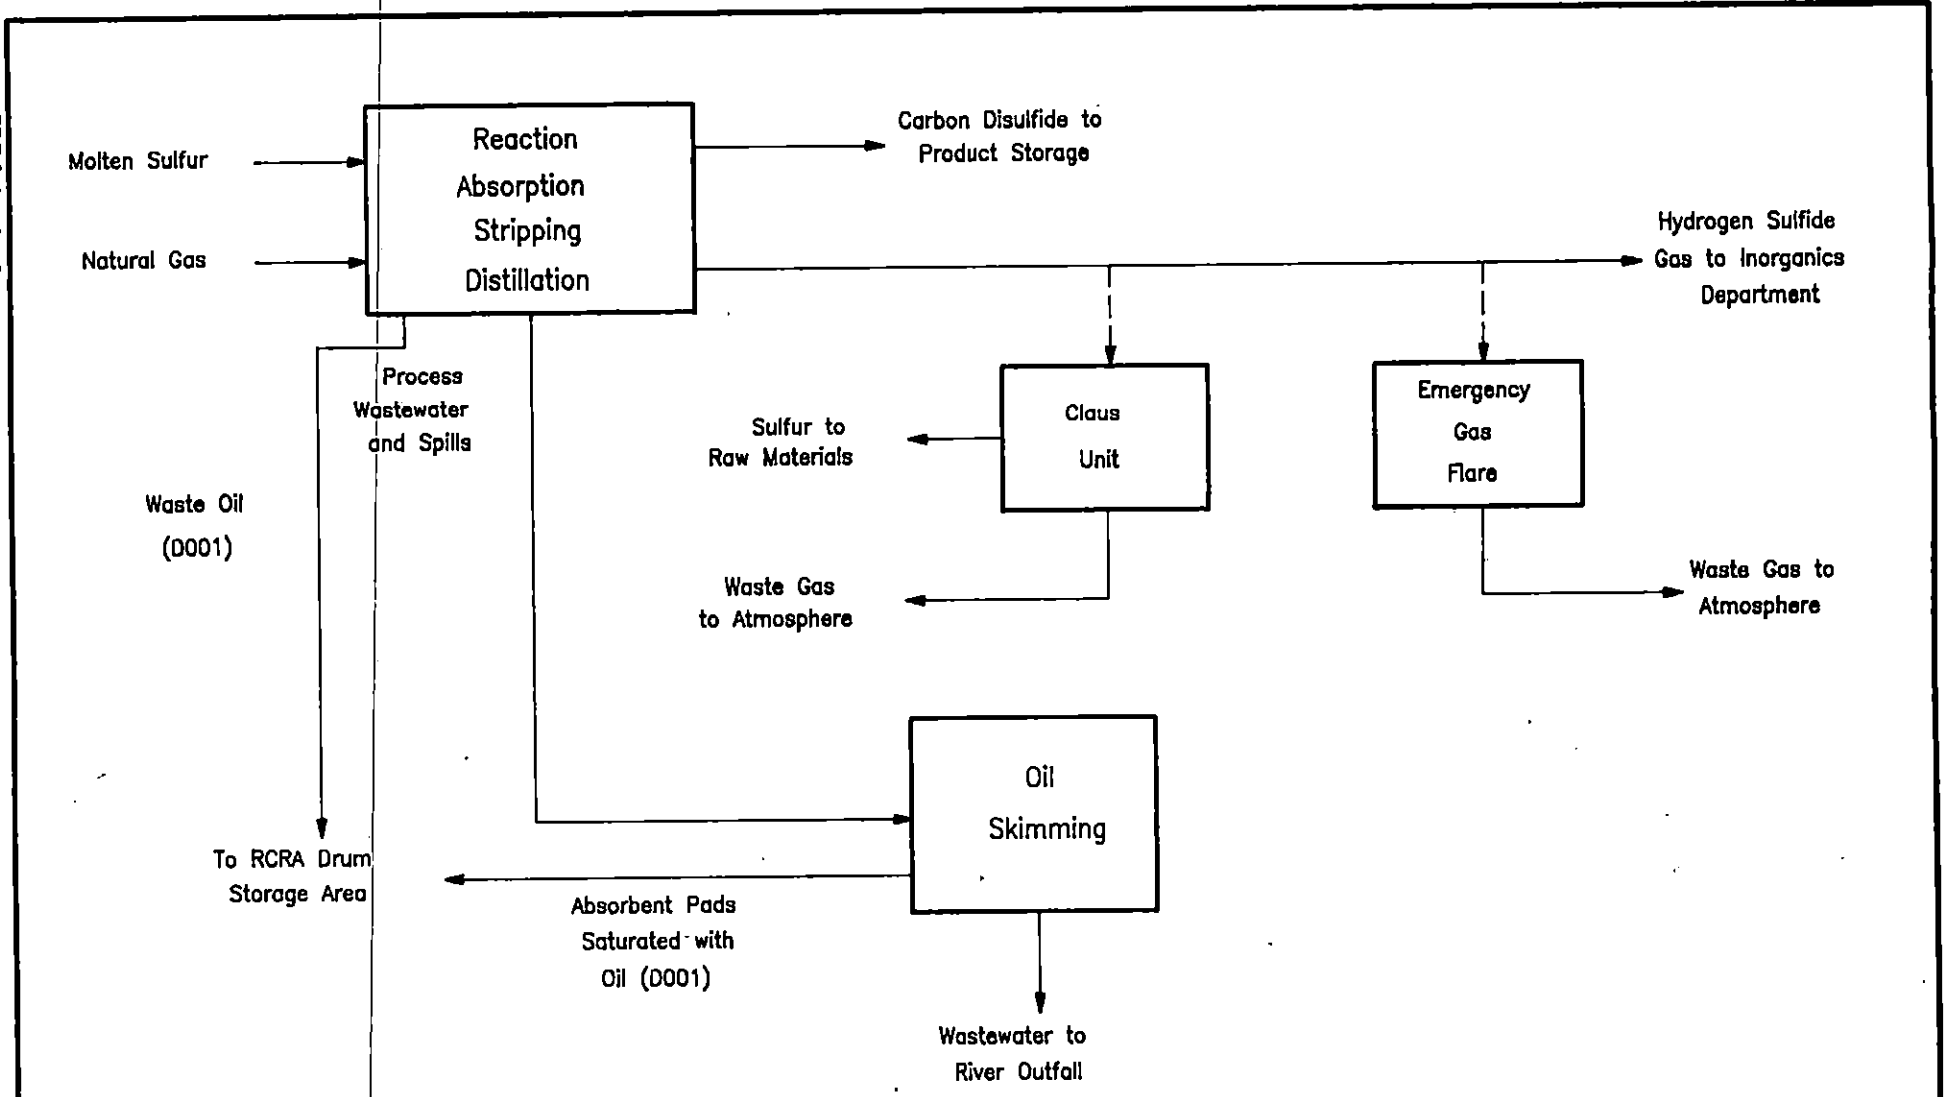 Molten Sulfur
Natural Gas
Reaction
Absorption
Stripping
Distillation
Carbon Disulfide to
Product Storage
Hydrogen Sulfide
Gas to Inorganics
Department
Process
Wastewater
and Spills
Waste Oil
(D001)
Sulfur to
Raw Materials
Claus
Unit
Emergency
Gas
Flare
Waste Gas
to Atmosphere
Waste Gas to
Atmosphere
Oil
Skimming
To RCRA Drum
Storage Area
Absorbent Pads
Saturated with
Oil (D001)
Wastewater to
River Outfall